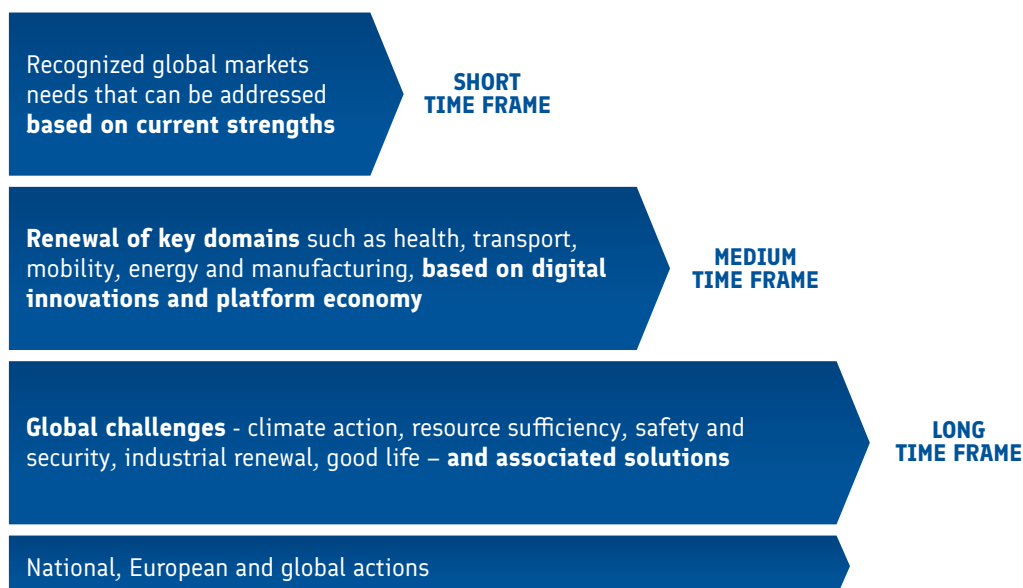 Recognized global markets
needs that can be addressed
based on current strengths
SHORT
TIME FRAME
Renewal of key domains such as health, transport,
mobility, energy and manufacturing, based on digital
innovations and platform economy
MEDIUM
TIME FRAME
Global challenges - climate action, resource sufficiency, safety and
security, industrial renewal, good life – and associated solutions
LONG
TIME FRAME
National, European and global actions